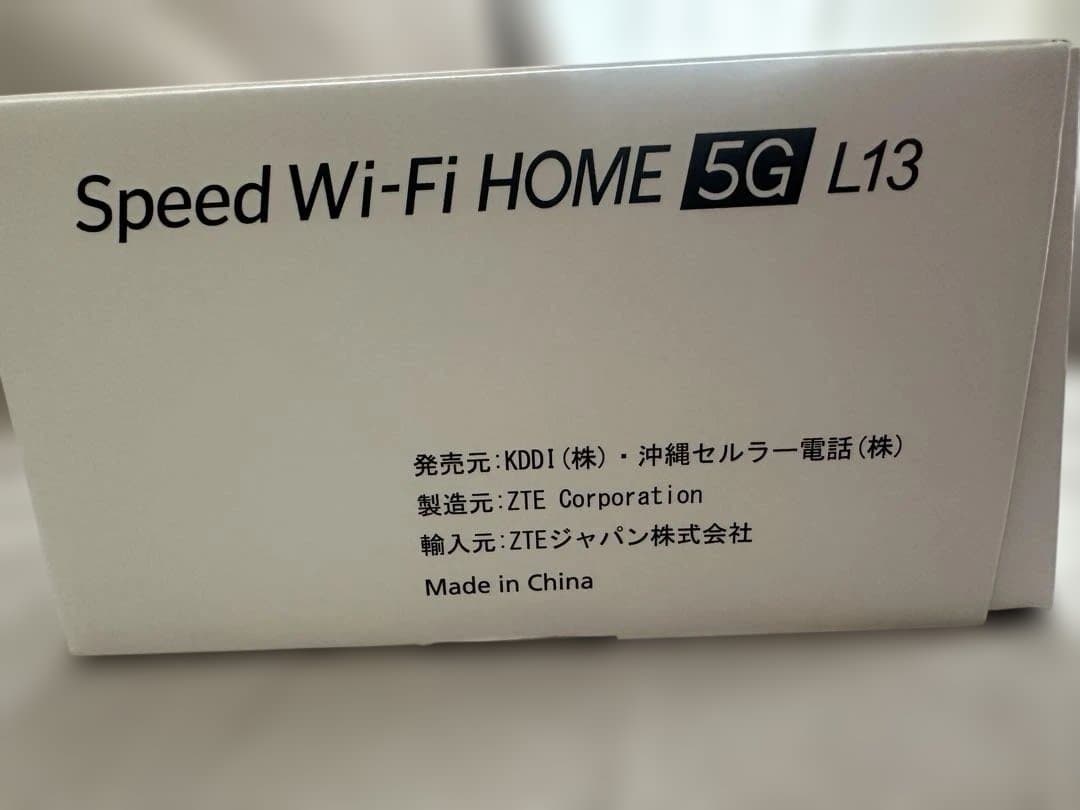 Speed Wi-Fi HOME 5G L13
発売元:KDDI(株)・沖縄セルラー電話(株)
製造元:ZTE Corporation
輸入元:ZTEジャパン株式会社
Made in China